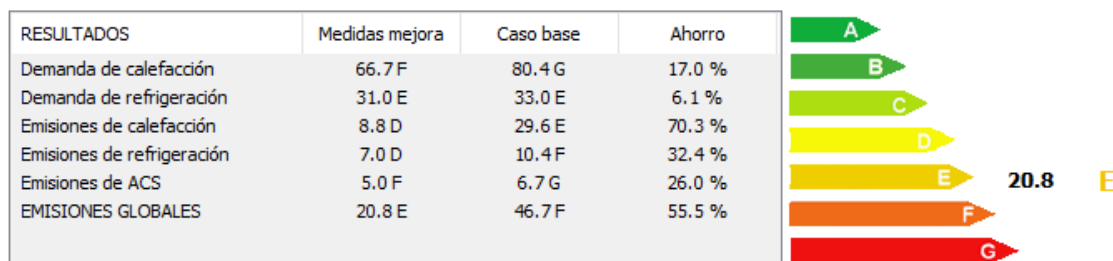 RESULTADOS Medidas mejora Caso base Ahorro
Demanda de calefacción 66.7 F 80.4 G 17.0 %
Demanda de refrigeración 31.0 E 33.0 E 6.1 %
Emisiones de calefacción 8.8 D 29.6 E 70.3 %
Emisiones de refrigeración 7.0 D 10.4 F 32.4 %
Emisiones de ACS 5.0 F 6.7 G 26.0 %
EMISIONES GLOBALES 20.8 E 46.7 F 55.5 %
A
B
C
D
E 20.8 E
F
G